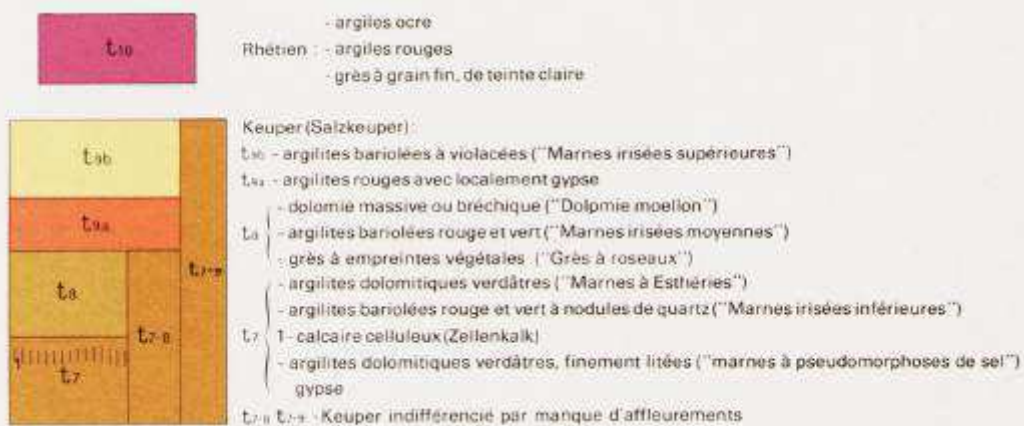 t10
- argiles ocre
Rhétien : - argiles rouges
- grès à grain fin, de teinte claire
t9b
t9a
t8
t7-8
t7-9
1
t7
Keuper (Salzkeuper)
t9b - argilites bariolées à violacées ("Marnes irisées supérieures")
t9a - argilites rouges avec localement gypse
- dolomie massive ou bréchique ("Dolpmie moellon")
t8 - argilites bariolées rouge et vert ("Marnes irisées moyennes")
- grès à empreintes végétales ("Grès à roseaux")
- argilites dolomitiques verdâtres ("Marnes à Esthéries")
- argilites bariolées rouge et vert à nodules de quartz ("Marnes irisées inférieures")
t7 1 - calcaire celluleux (Zellenkalk)
- argilites dolomitiques verdâtres, finement litées ("marnes à pseudomorphoses de sel")
gypse
t7-8 t7-9 - Keuper indifférencié par manque d'affleurements